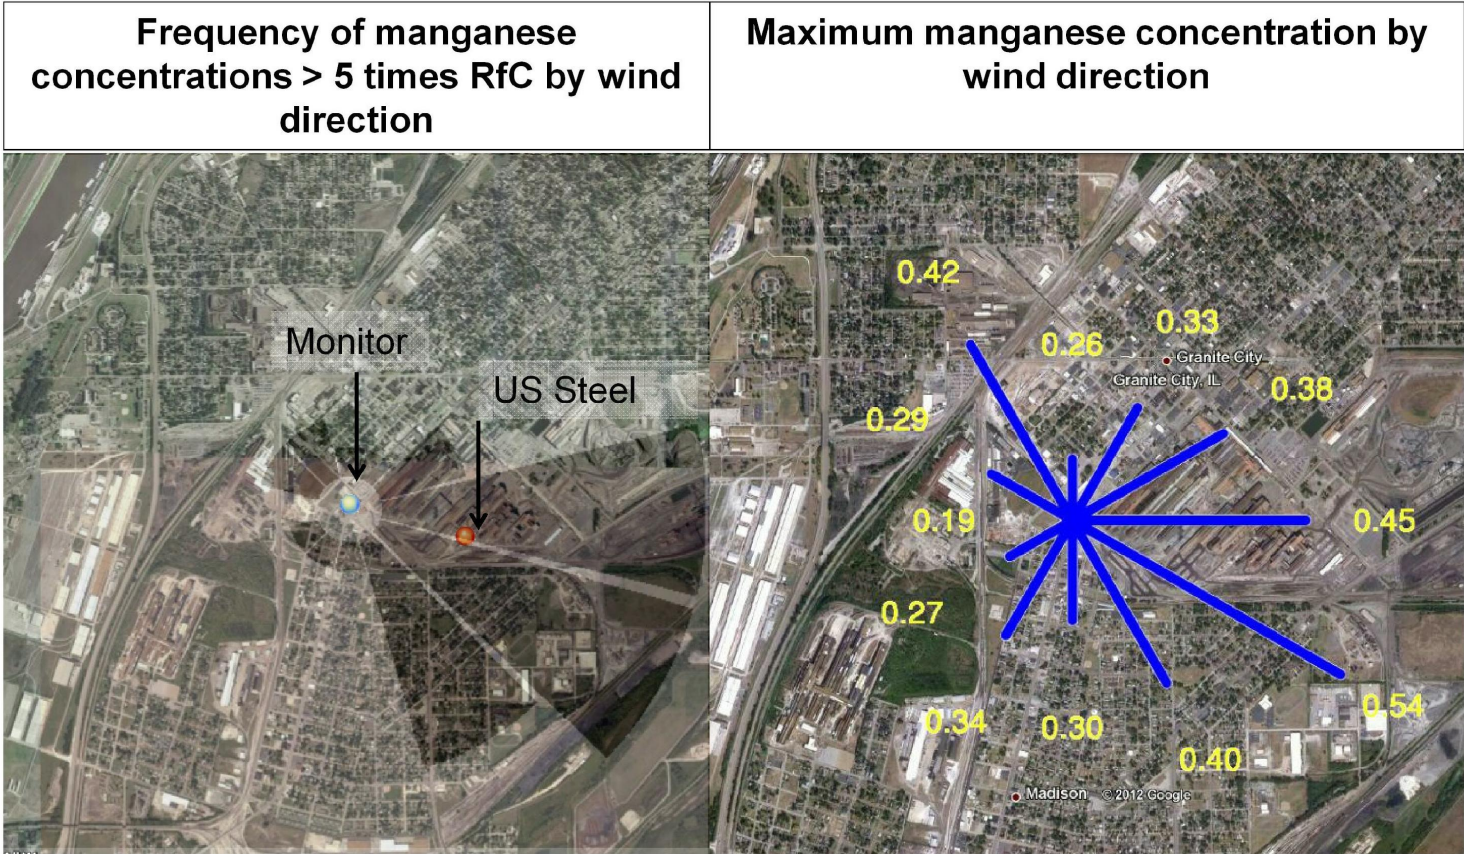 Frequency of manganese
concentrations > 5 times RfC by wind
direction
Maximum manganese concentration by
wind direction
Monitor
US Steel
0.42
0.33
0.26
Granite City
Granite City, IL
0.38
0.29
0.19
0.45
0.27
0.54
0.34
0.30
0.40
Madison
© 2012 Google